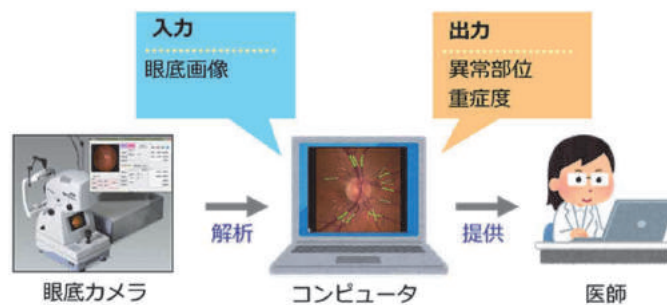 入力
眼底画像
出力
異常部位
重症度
解析
提供
眼底カメラ
コンピュータ
医師